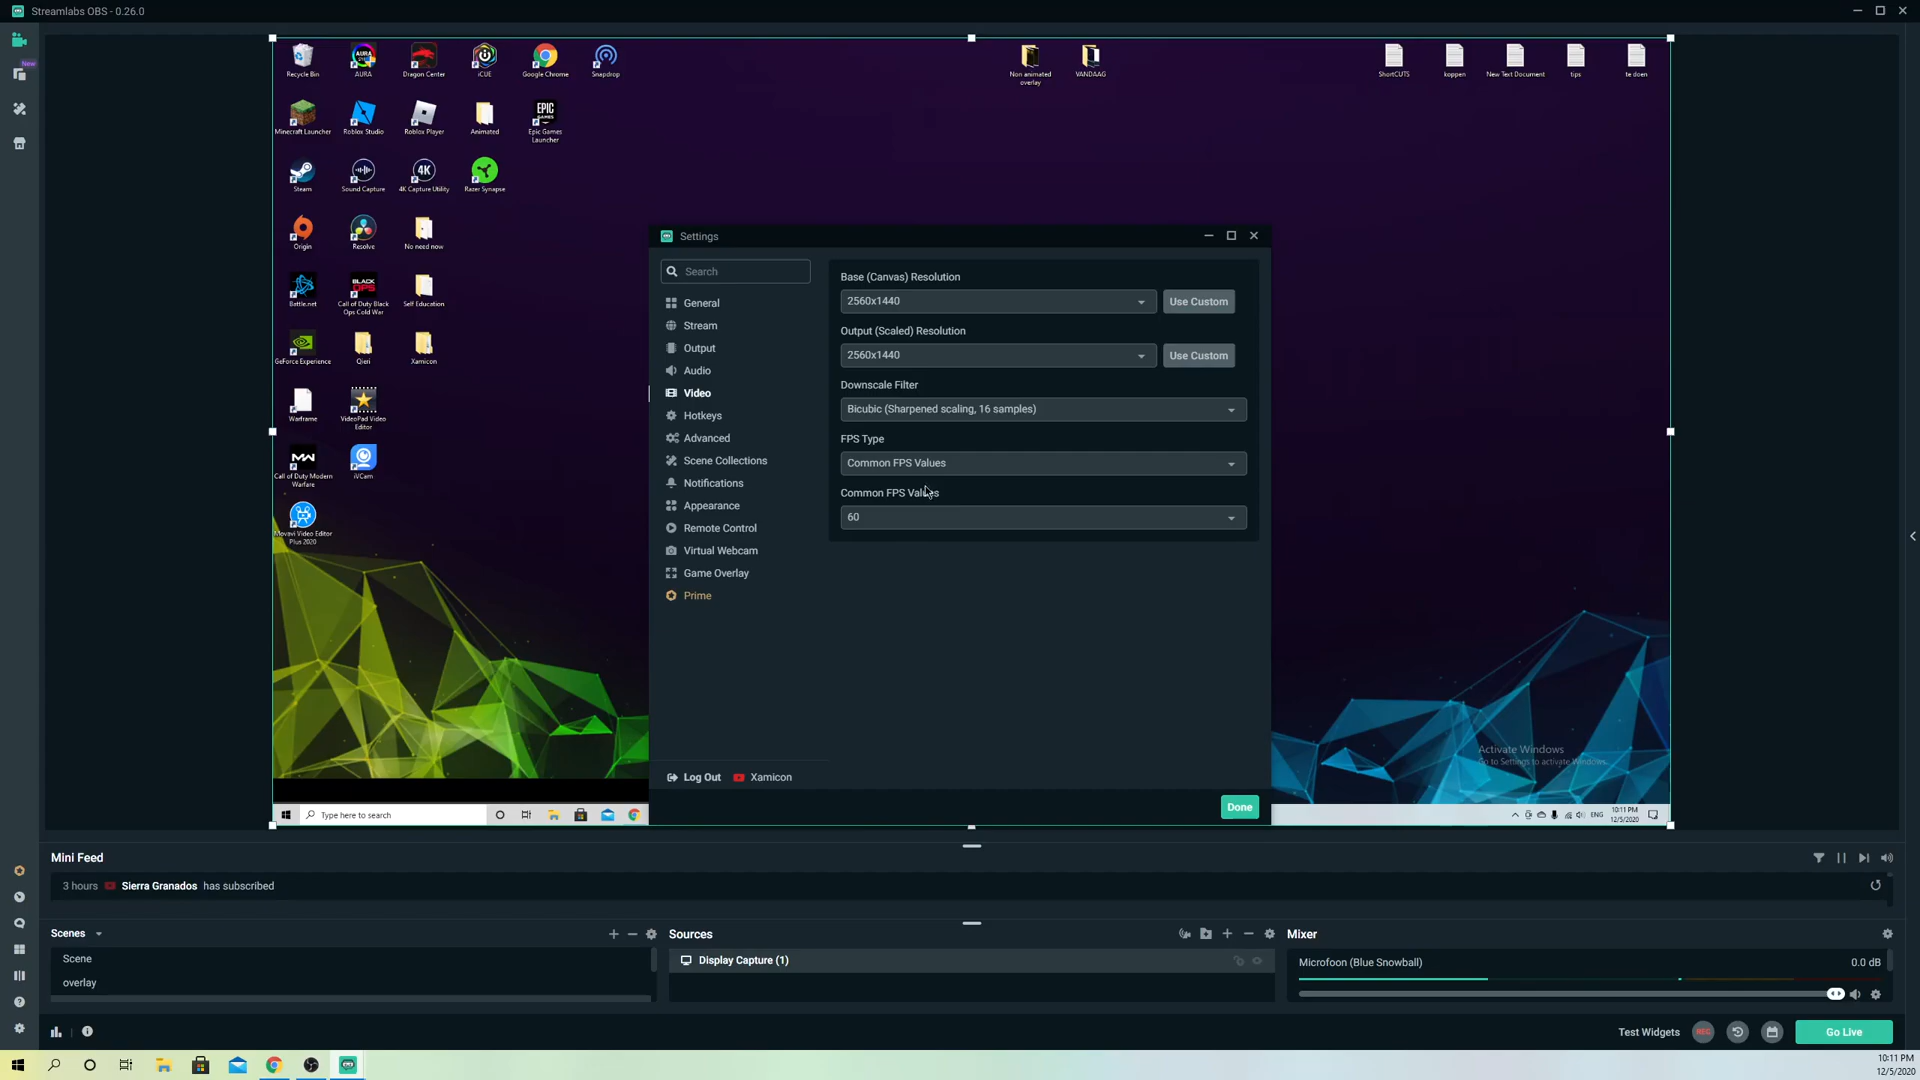 Streamlabs OBS - 0.26.0
New
Recycle Bin
AURA
Dragon Center
iCUE
Google Chrome
Snapdrop
Non animated
overlay
VANDAAG
ShortCUTS
koppen
New Text Document
tips
te doen
EPIC
GAMES
Minecraft Launcher
Roblox Studio
Roblox Player
Animated
Epic Games
Launcher
4K
Steam
Sound Capture
4K Capture Utility
Razer Synapse
Origin
Resolve
No need now
BLACK
OPS
Battle.net
Call of Duty Black
Ops Cold War
Self Education
GeForce Experience
Qieri
Xamicon
Warframe
VideoPad Video
Editor
MW
Call of Duty Modern
Warfare
iVCam
Movavi Video Editor
Plus 2020
Settings
Search
General
Stream
Output
Audio
Video
Hotkeys
Advanced
Scene Collections
Notifications
Appearance
Remote Control
Virtual Webcam
Game Overlay
Prime
Log Out
Xamicon
Base (Canvas) Resolution
2560x1440
Use Custom
Output (Scaled) Resolution
2560x1440
Use Custom
Downscale Filter
Bicubic (Sharpened scaling, 16 samples)
FPS Type
Common FPS Values
Common FPS Values
60
Done
Activate Windows
Go to Settings to activate Windows.
Type here to search
ENG
10:11 PM
12/5/2020
Mini Feed
3 hours Sierra Granados has subscribed
Scenes
Scene
overlay
Sources
Display Capture (1)
Mixer
Microfoon (Blue Snowball)
0.0 dB
Test Widgets
REC
Go Live
10:11 PM
12/5/2020